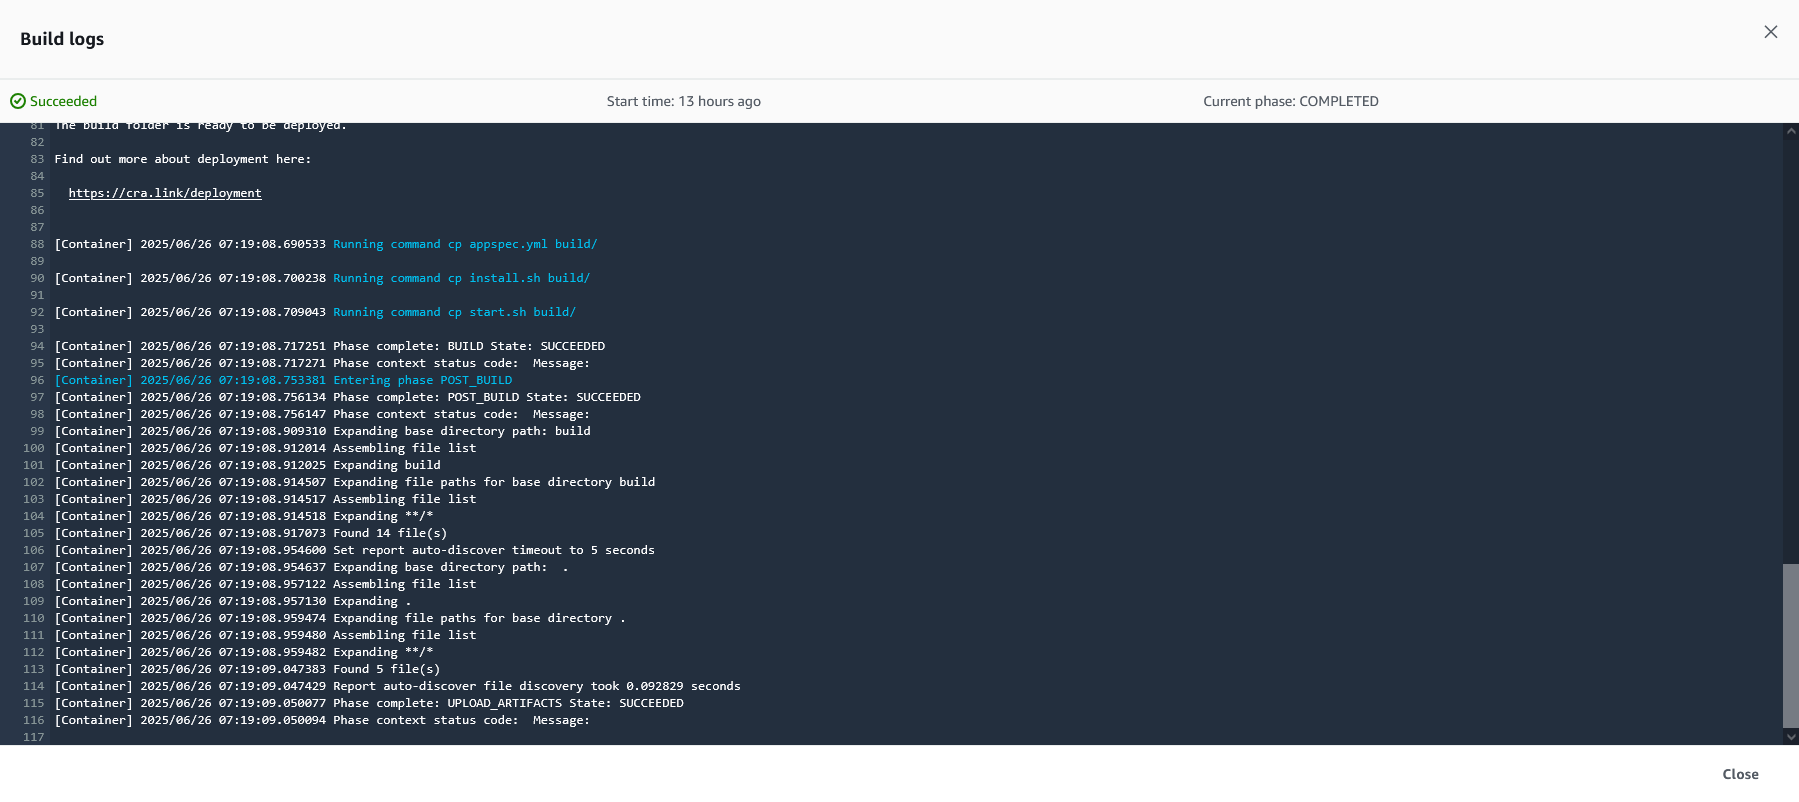 Build logs
Succeeded
Start time: 13 hours ago
Current phase: COMPLETED
81 The build folder is ready to be deployed.
82
83 Find out more about deployment here:
84
85 https://cra.link/deployment
86
87
88 [Container] 2025/06/26 07:19:08.690533 Running command cp appspec.yml build/
89
90 [Container] 2025/06/26 07:19:08.700238 Running command cp install.sh build/
91
92 [Container] 2025/06/26 07:19:08.709043 Running command cp start.sh build/
93
94 [Container] 2025/06/26 07:19:08.717251 Phase complete: BUILD State: SUCCEEDED
95 [Container] 2025/06/26 07:19:08.717271 Phase context status code:  Message:
96 [Container] 2025/06/26 07:19:08.753381 Entering phase POST_BUILD
97 [Container] 2025/06/26 07:19:08.756134 Phase complete: POST_BUILD State: SUCCEEDED
98 [Container] 2025/06/26 07:19:08.756147 Phase context status code:  Message:
99 [Container] 2025/06/26 07:19:08.909310 Expanding base directory path: build
100 [Container] 2025/06/26 07:19:08.912014 Assembling file list
101 [Container] 2025/06/26 07:19:08.912025 Expanding build
102 [Container] 2025/06/26 07:19:08.914507 Expanding file paths for base directory build
103 [Container] 2025/06/26 07:19:08.914517 Assembling file list
104 [Container] 2025/06/26 07:19:08.914518 Expanding **/*
105 [Container] 2025/06/26 07:19:08.917073 Found 14 file(s)
106 [Container] 2025/06/26 07:19:08.954600 Set report auto-discover timeout to 5 seconds
107 [Container] 2025/06/26 07:19:08.954637 Expanding base directory path:  .
108 [Container] 2025/06/26 07:19:08.957122 Assembling file list
109 [Container] 2025/06/26 07:19:08.957130 Expanding .
110 [Container] 2025/06/26 07:19:08.959474 Expanding file paths for base directory .
111 [Container] 2025/06/26 07:19:08.959480 Assembling file list
112 [Container] 2025/06/26 07:19:08.959482 Expanding **/*
113 [Container] 2025/06/26 07:19:09.047383 Found 5 file(s)
114 [Container] 2025/06/26 07:19:09.047429 Report auto-discover file discovery took 0.092829 seconds
115 [Container] 2025/06/26 07:19:09.050077 Phase complete: UPLOAD_ARTIFACTS State: SUCCEEDED
116 [Container] 2025/06/26 07:19:09.050094 Phase context status code:  Message:
117
Close